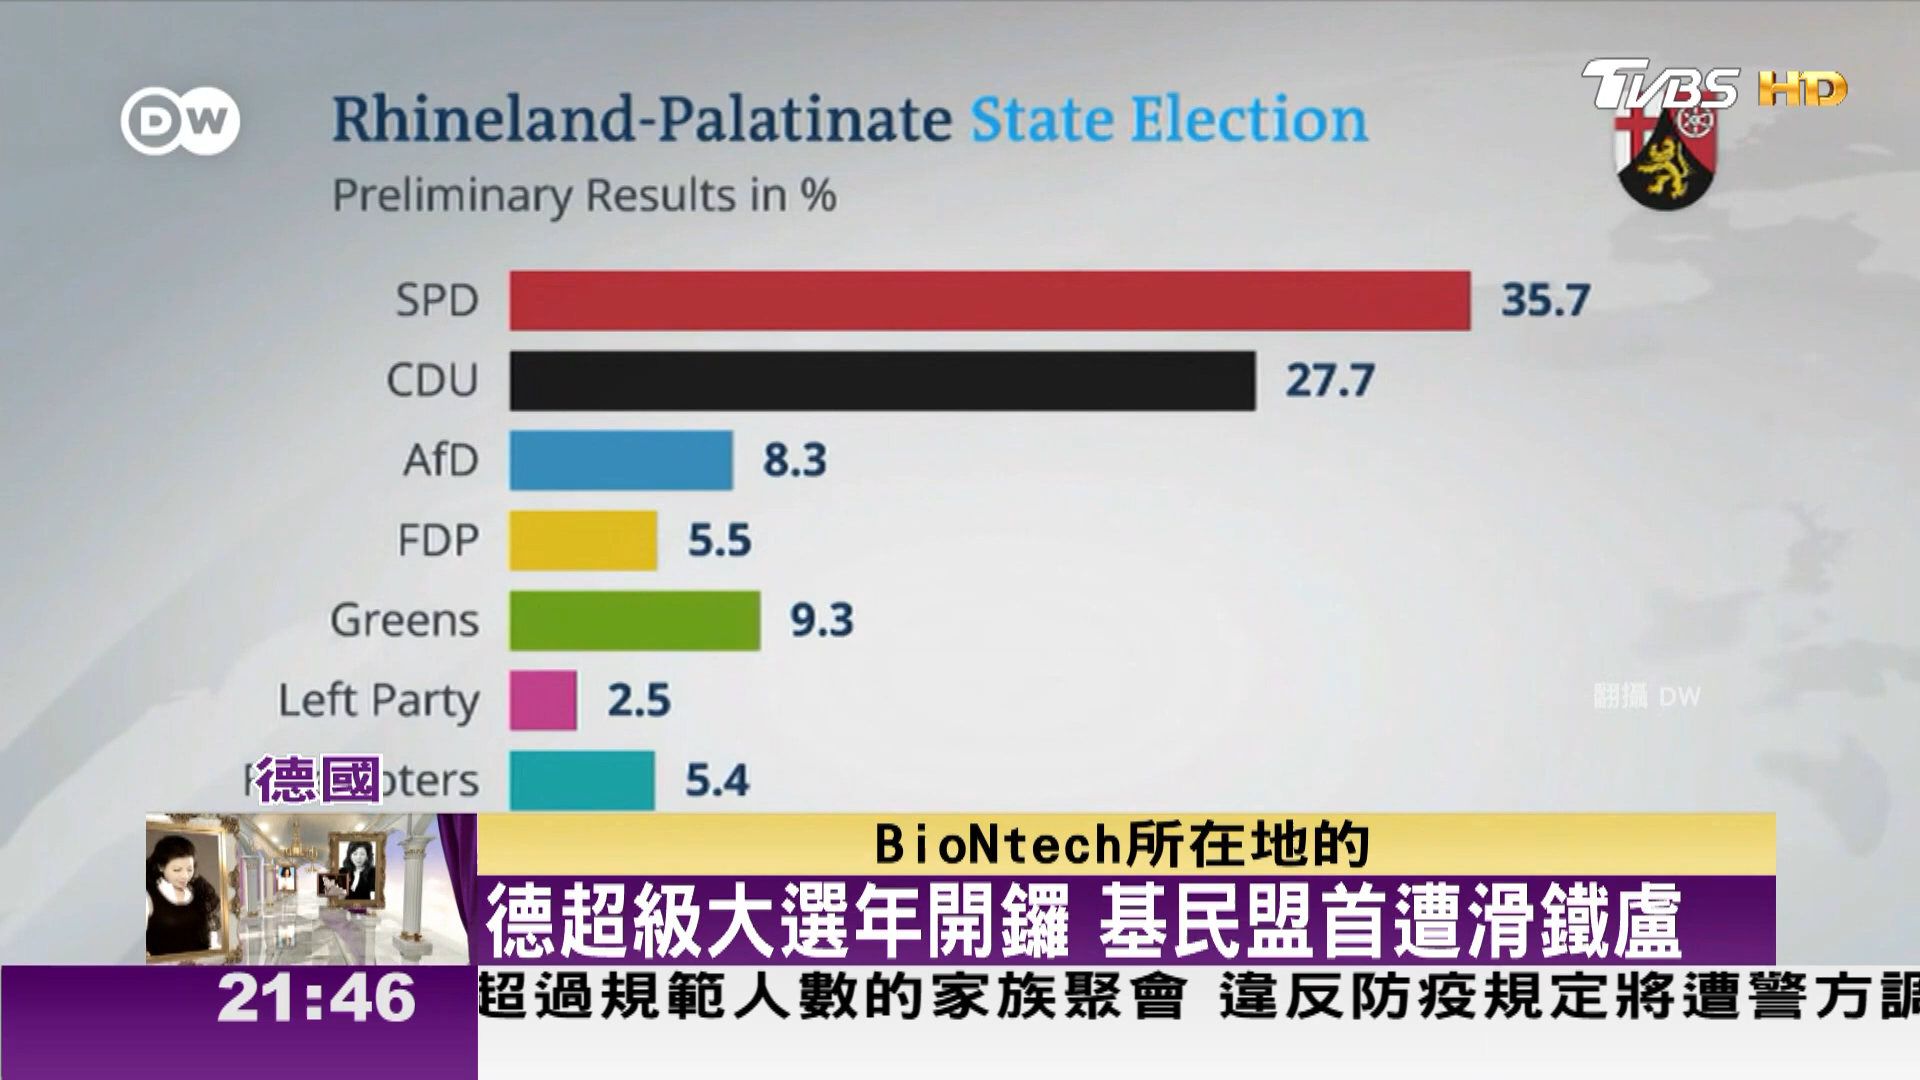 DW
TVBS HD
Rhineland-Palatinate State Election
Preliminary Results in %
SPD 35.7
CDU 27.7
AfD 8.3
FDP 5.5
Greens 9.3
Left Party 2.5
5.4
翻攝 DW
德國
BioNtech所在地的
德超級大選年開鑼 基民盟首遭滑鐵盧
21:46
超過規範人數的家族聚會 違反防疫規定將遭警方調